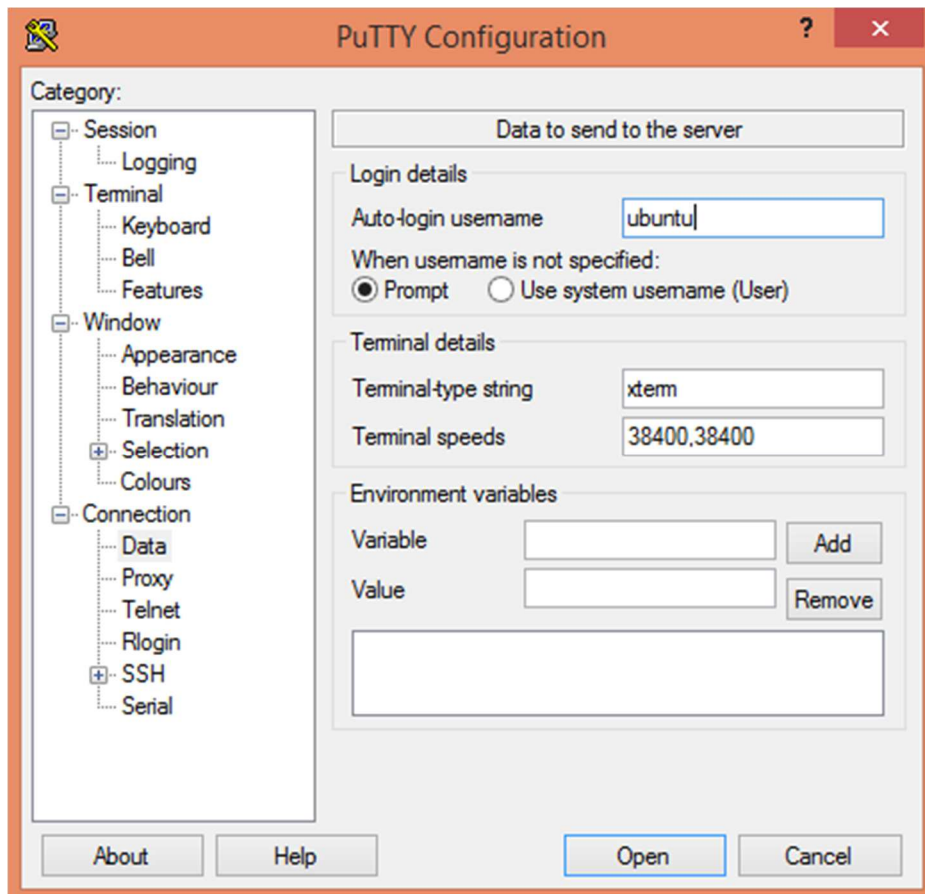 PuTTY Configuration
?
Category:
Session
Logging
Terminal
Keyboard
Bell
Features
Window
Appearance
Behaviour
Translation
Selection
Colours
Connection
Data
Proxy
Telnet
Rlogin
SSH
Serial
Data to send to the server
Login details
Auto-login username
ubuntu
When username is not specified:
Prompt
Use system username (User)
Terminal details
Terminal-type string
xterm
Terminal speeds
38400,38400
Environment variables
Variable
Add
Value
Remove
About
Help
Open
Cancel